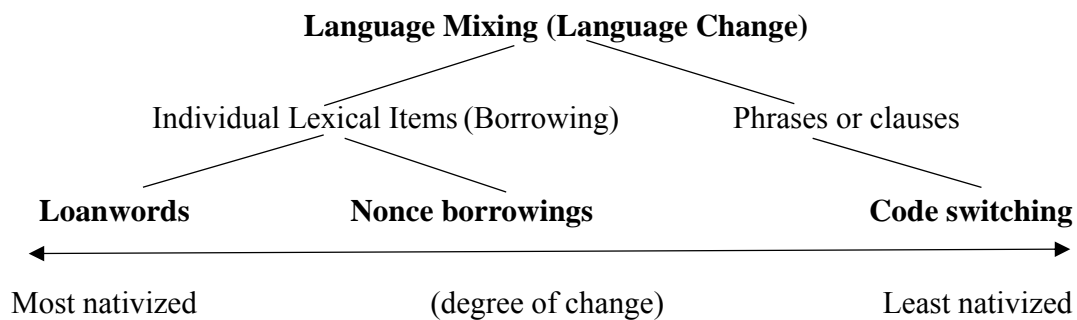 Language Mixing (Language Change)
Individual Lexical Items (Borrowing) Phrases or clauses
Loanwords Nonce borrowings Code switching
Most nativized (degree of change) Least nativized